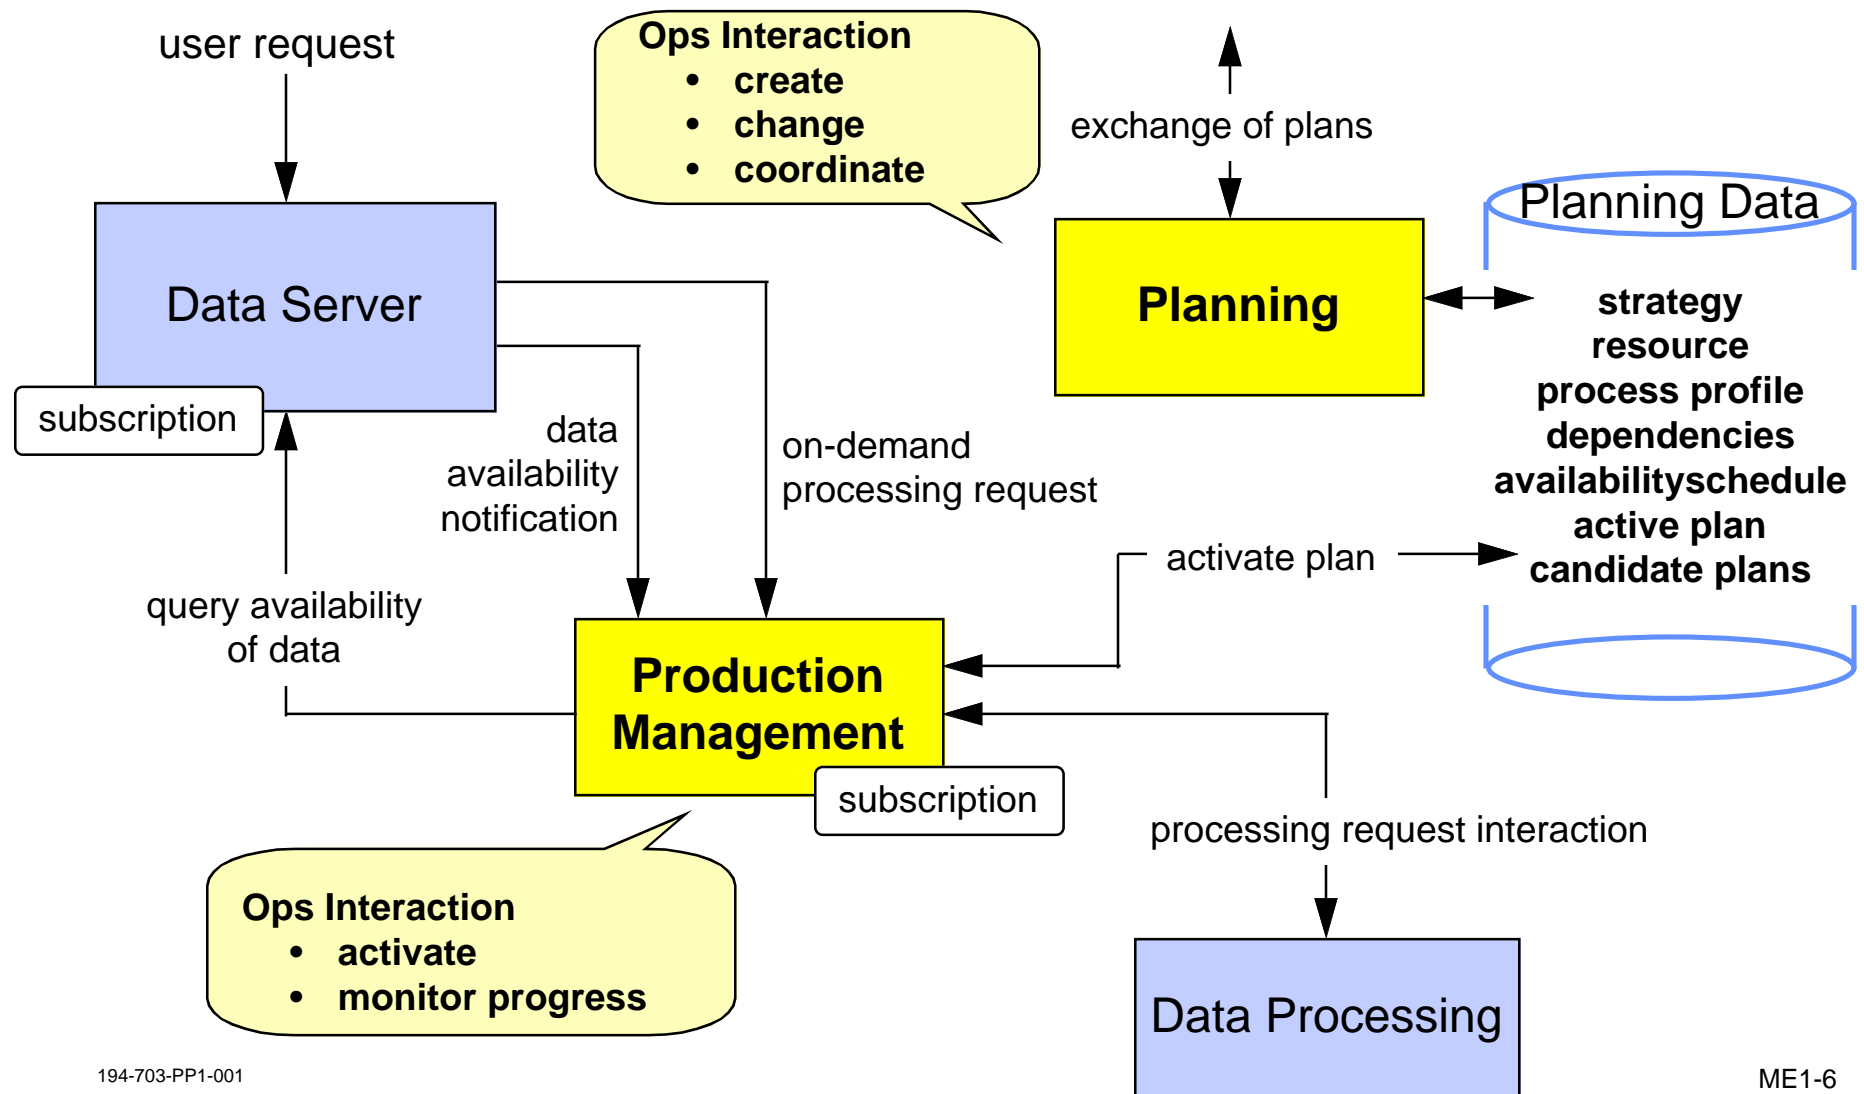 user request
Ops Interaction
• create
• change
• coordinate
exchange of plans
Planning Data
Data Server
Planning
strategy
resource
process profile
dependencies
availabilityschedule
active plan
candidate plans
subscription
data
availability
notification
on-demand
processing request
activate plan
query availability
of data
Production
Management
subscription
processing request interaction
Ops Interaction
• activate
• monitor progress
Data Processing
194-703-PP1-001
ME1-6